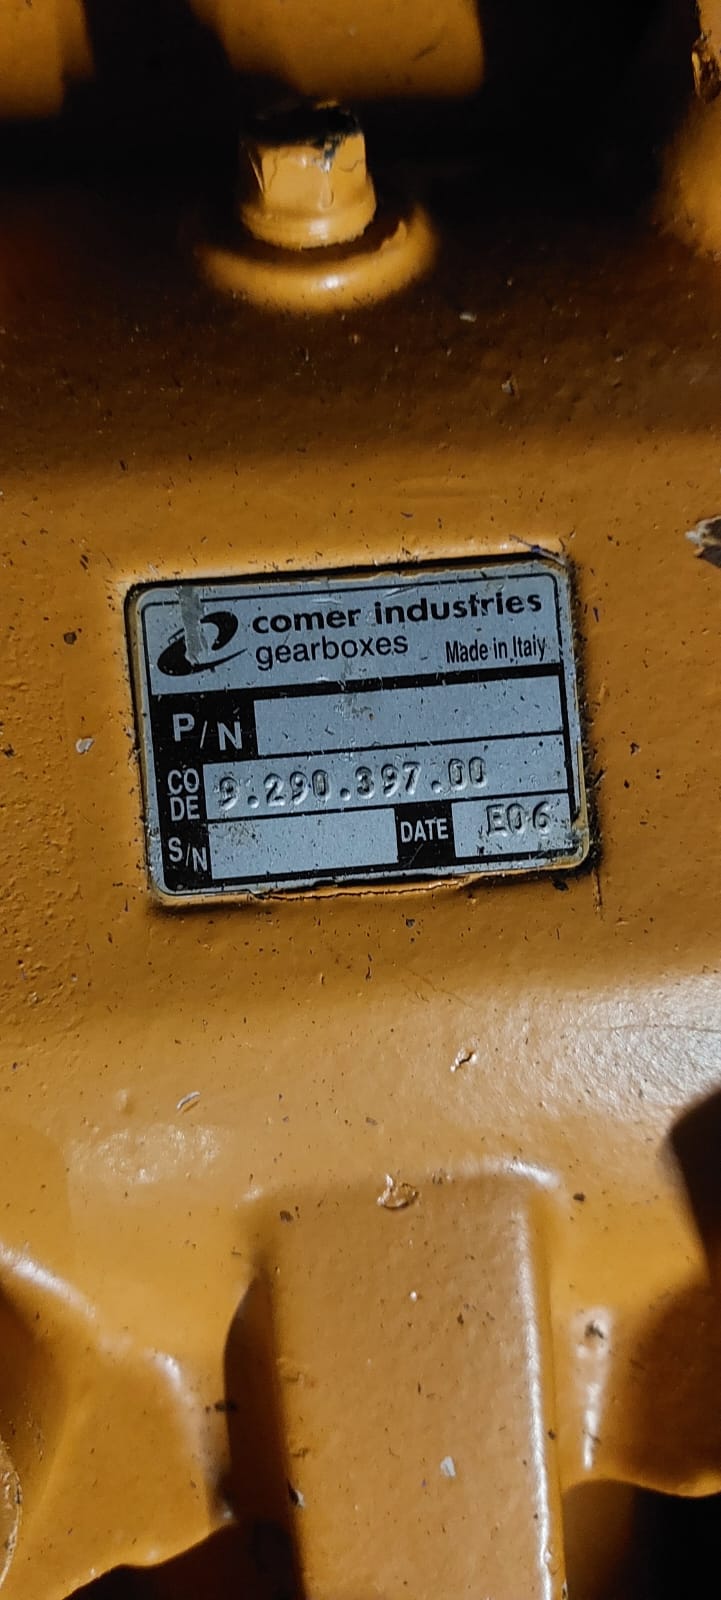 comer industries
gearboxes Made in Italy
P/N
CODE 9.290.397.00
S/N DATE E06